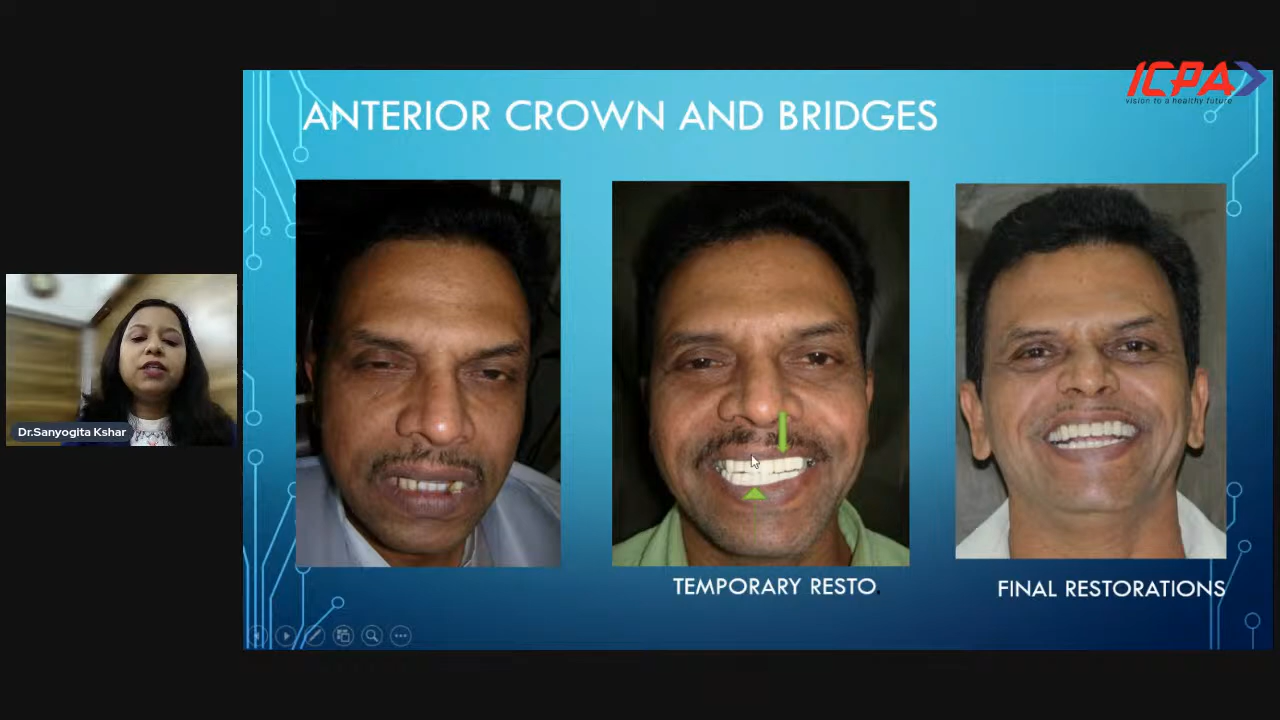 ICPA
vision to a healthy future
ANTERIOR CROWN AND BRIDGES
Dr.Sanyogita Kshar
TEMPORARY RESTO.
FINAL RESTORATIONS